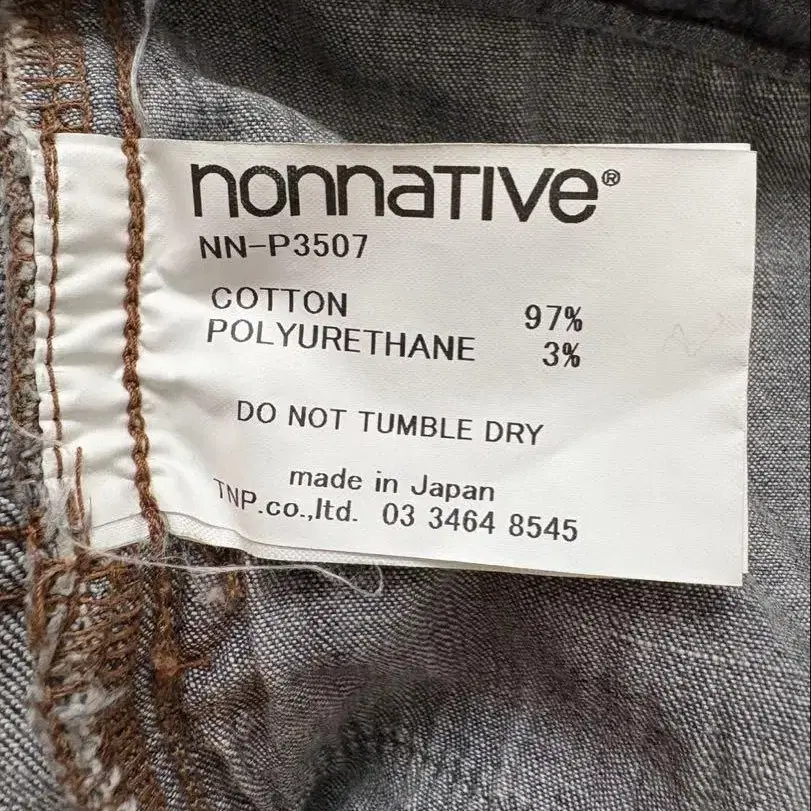 nonnative®
NN-P3507
COTTON 97%
POLYURETHANE 3%
DO NOT TUMBLE DRY
made in Japan
TNP.co.,ltd. 03 3464 8545